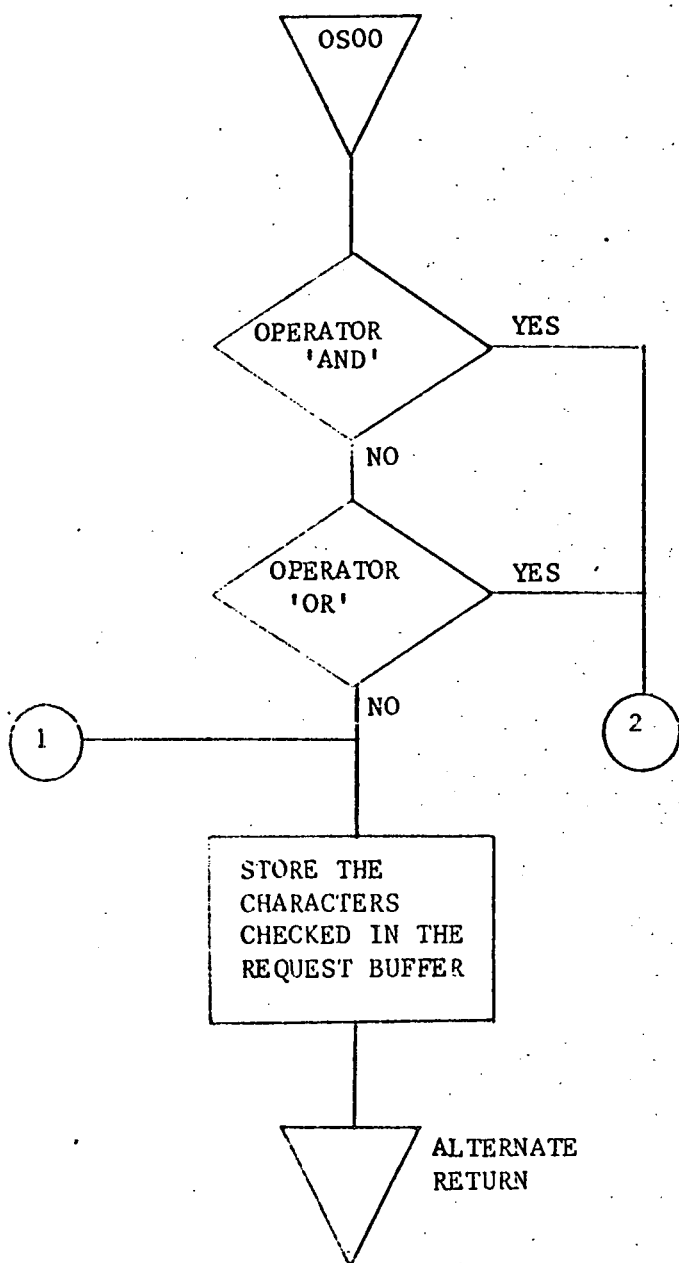 OS00
OPERATOR
'AND'
YES
NO
OPERATOR
'OR'
YES
NO
1
2
STORE THE
CHARACTERS
CHECKED IN THE
REQUEST BUFFER
ALTERNATE
RETURN